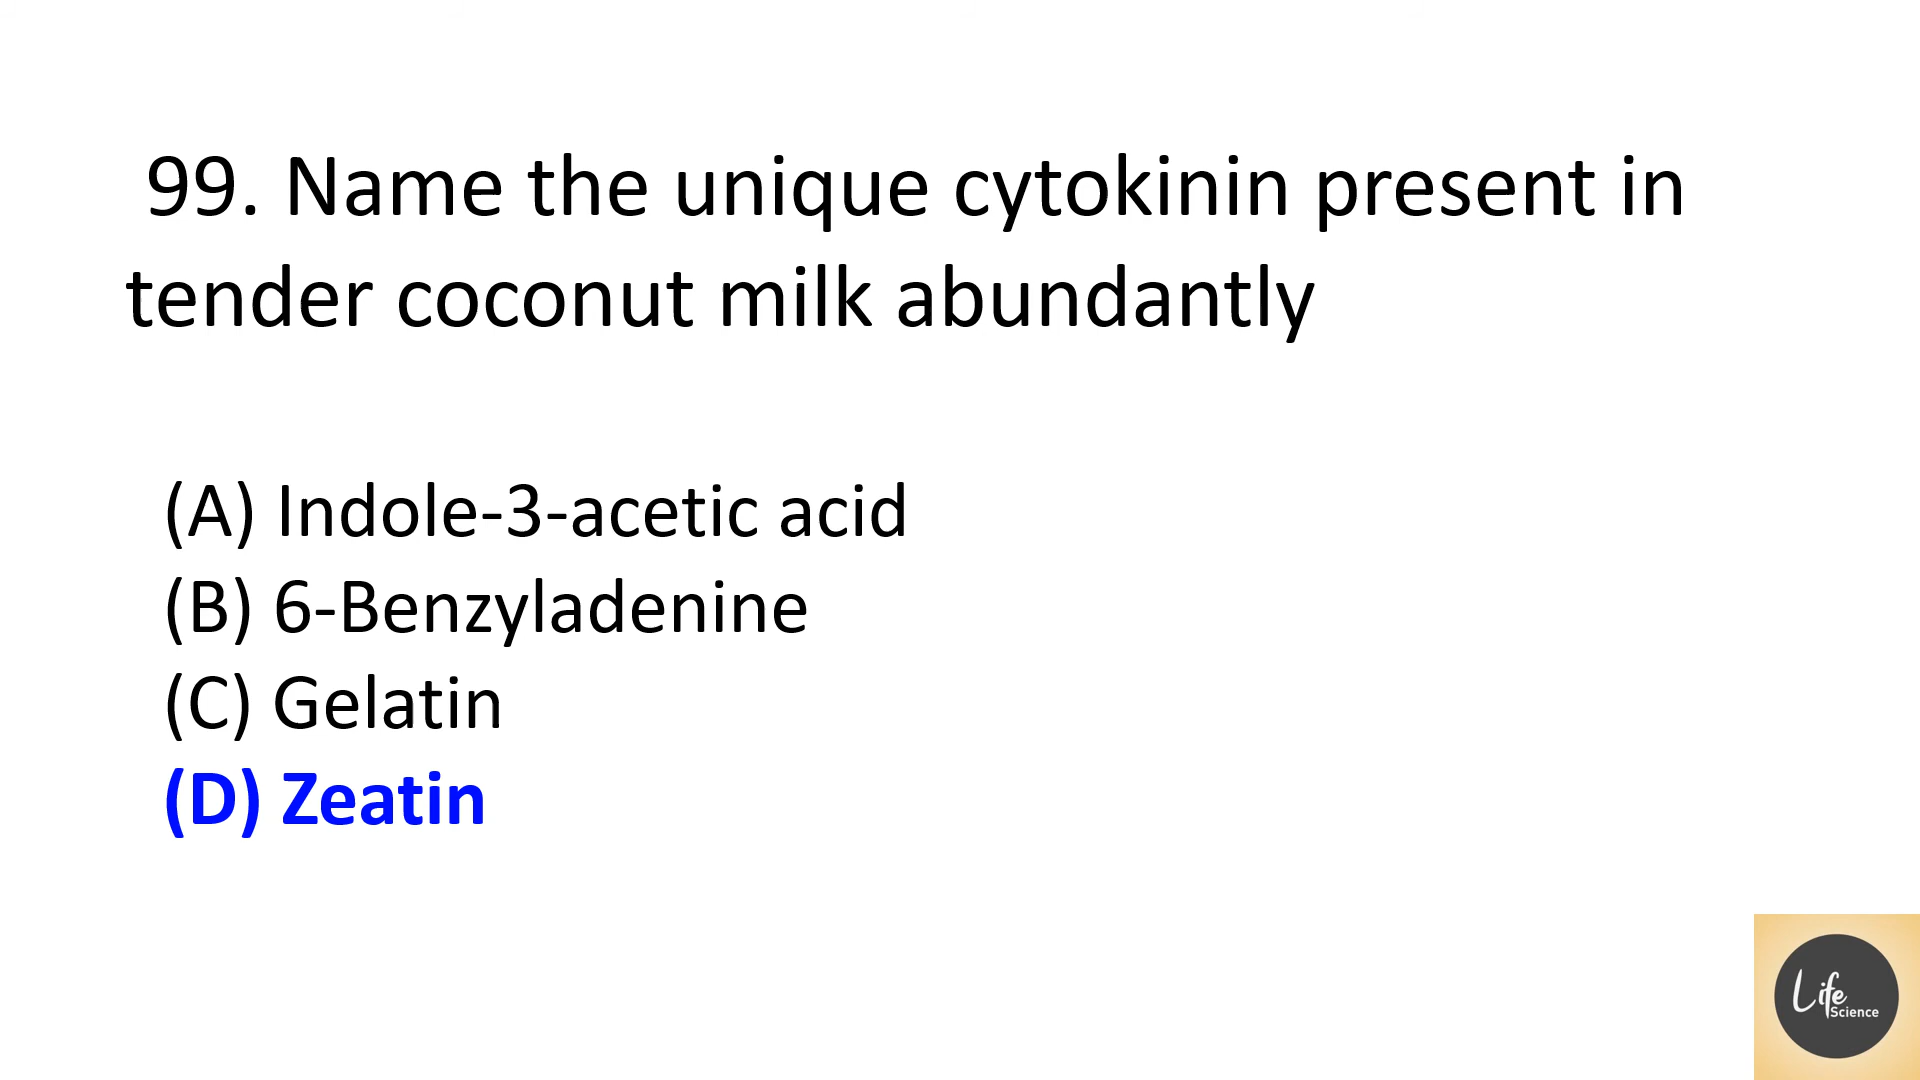 99. Name the unique cytokinin present in
tender coconut milk abundantly
(A) Indole-3-acetic acid
(B) 6-Benzyladenine
(C) Gelatin
(D) Zeatin
Life
Science